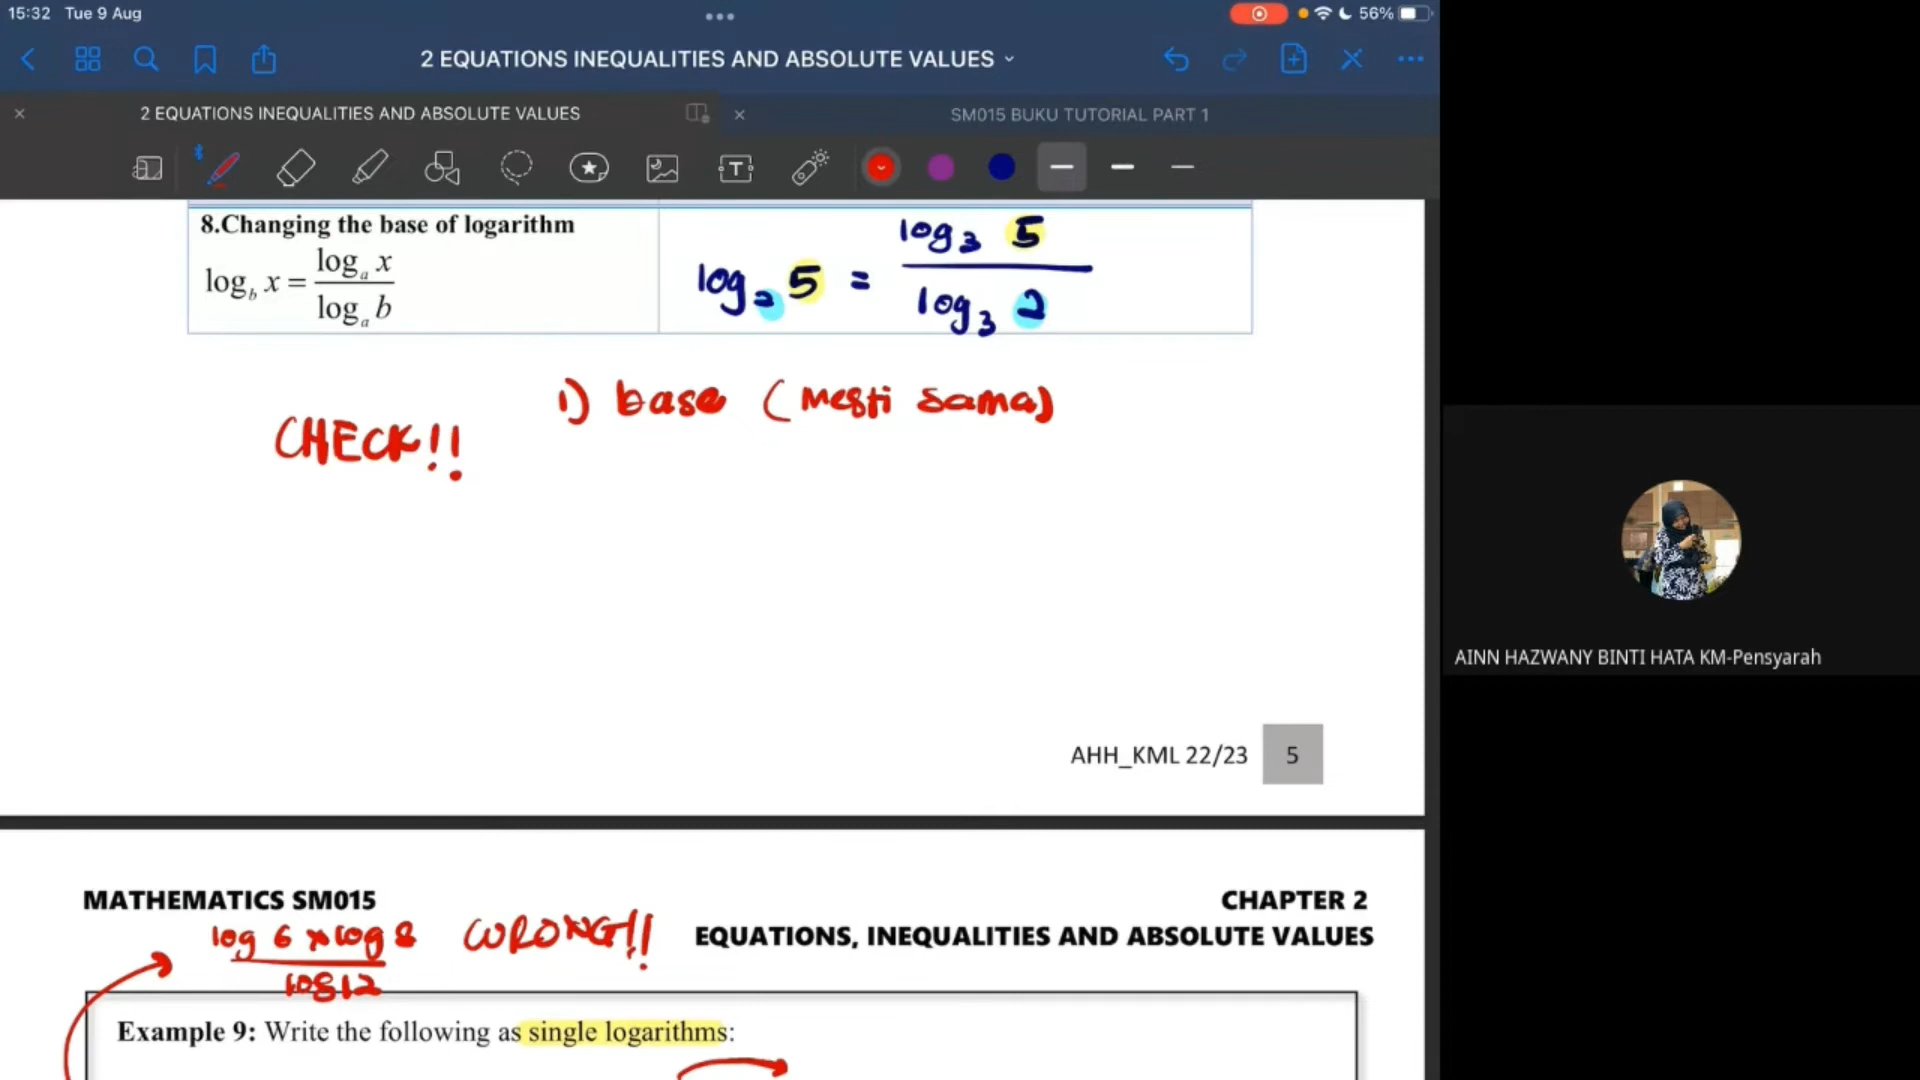 15:32 Tue 9 Aug
56%
2 EQUATIONS INEQUALITIES AND ABSOLUTE VALUES
2 EQUATIONS INEQUALITIES AND ABSOLUTE VALUES
SM015 BUKU TUTORIAL PART 1
T
8.Changing the base of logarithm
log_b x = log_a x / log_a b
log_2 5 = log_3 5 / log_3 2
1) base (mesti sama)
CHECK!!
AINN HAZWANY BINTI HATA KM-Pensyarah
AHH_KML 22/23 5
MATHEMATICS SM015
CHAPTER 2
log 6 x log 8 / log 12 WRONG!!
EQUATIONS, INEQUALITIES AND ABSOLUTE VALUES
Example 9: Write the following as single logarithms: